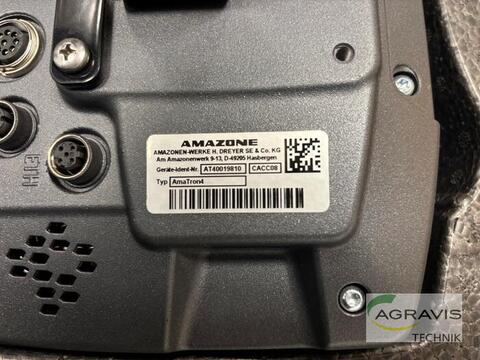 AMAZONE
AMAZONEN-WERKE H. DREYER SE & Co. KG
Am Amazonenwerk 9-13, D-49205 Hasbergen
Geräte-Ident-Nr. AT40019810 CACC08
Typ AmaTron4
ETH
AGRAVIS
TECHNIK